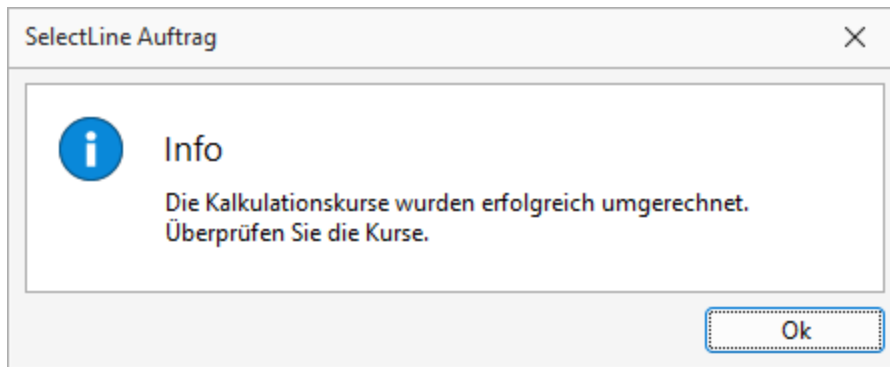 SelectLine Auftrag
Info
Die Kalkulationskurse wurden erfolgreich umgerechnet.
Überprüfen Sie die Kurse.
Ok